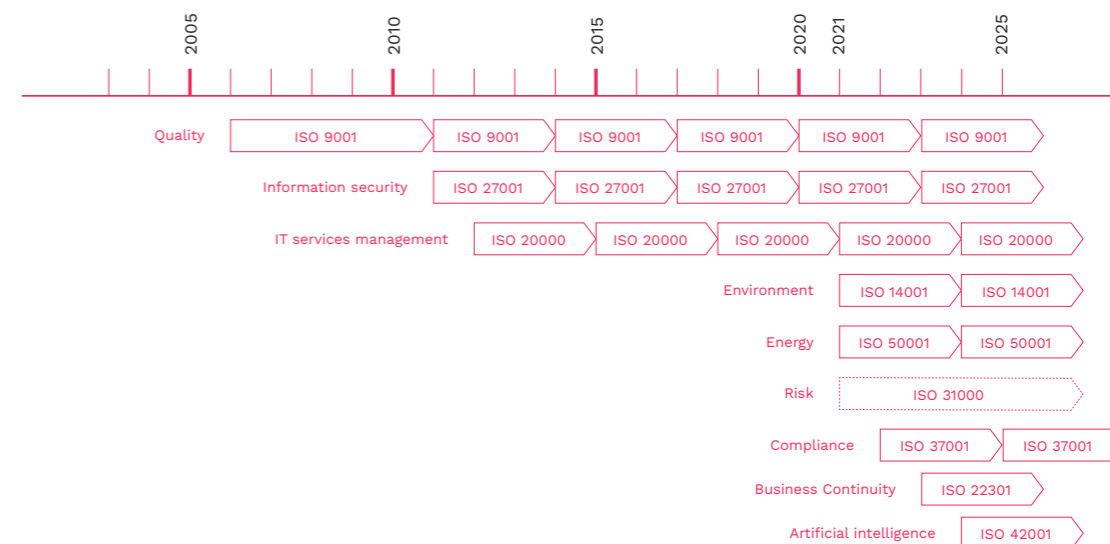 2005 2010 2015 2020 2021 2025
Quality ISO 9001 ISO 9001 ISO 9001 ISO 9001 ISO 9001 ISO 9001
Information security ISO 27001 ISO 27001 ISO 27001 ISO 27001 ISO 27001
IT services management ISO 20000 ISO 20000 ISO 20000 ISO 20000 ISO 20000
Environment ISO 14001 ISO 14001
Energy ISO 50001 ISO 50001
Risk ISO 31000
Compliance ISO 37001 ISO 37001
Business Continuity ISO 22301
Artificial intelligence ISO 42001